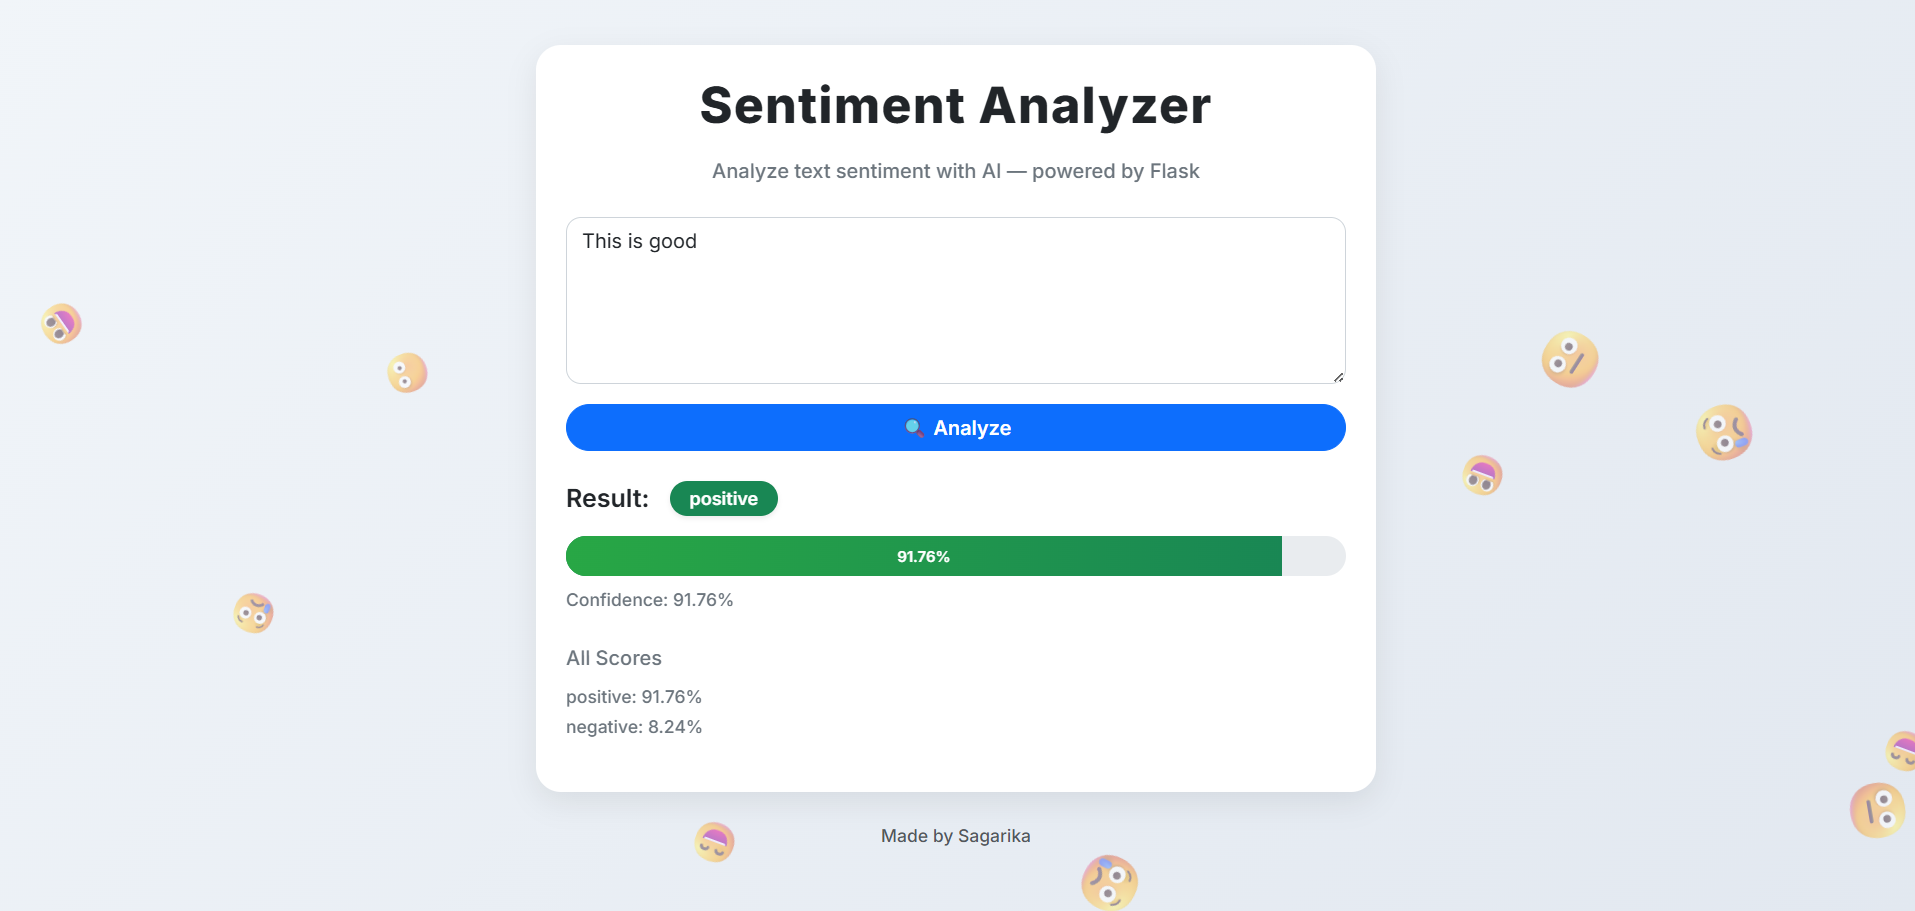 Sentiment Analyzer
Analyze text sentiment with AI — powered by Flask
This is good
🔍 Analyze
Result: positive
91.76%
Confidence: 91.76%
All Scores
positive: 91.76%
negative: 8.24%
Made by Sagarika